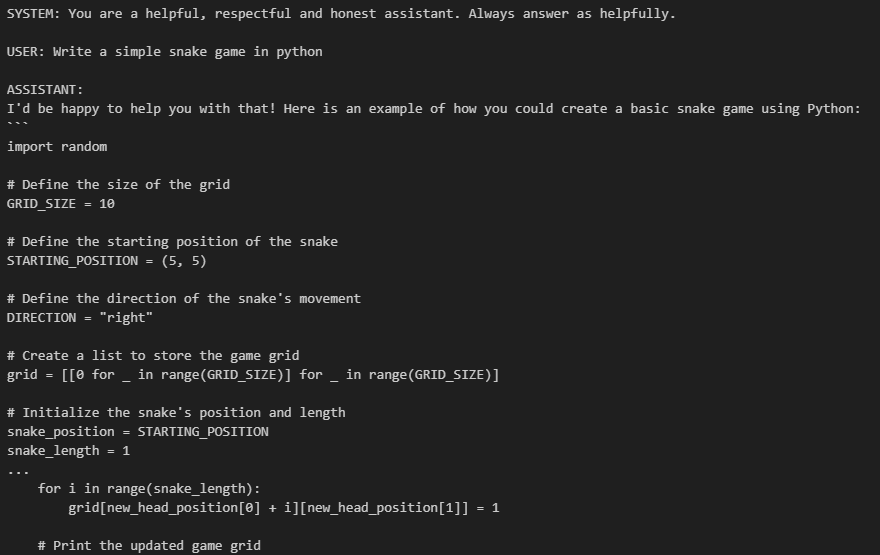 SYSTEM: You are a helpful, respectful and honest assistant. Always answer as helpfully.
USER: Write a simple snake game in python
ASSISTANT:
I'd be happy to help you with that! Here is an example of how you could create a basic snake game using Python:
```
import random
# Define the size of the grid
GRID_SIZE = 10
# Define the starting position of the snake
STARTING_POSITION = (5, 5)
# Define the direction of the snake's movement
DIRECTION = "right"
# Create a list to store the game grid
grid = [[0 for _ in range(GRID_SIZE)] for _ in range(GRID_SIZE)]
# Initialize the snake's position and length
snake_position = STARTING_POSITION
snake_length = 1
...
    for i in range(snake_length):
        grid[new_head_position[0] + i][new_head_position[1]] = 1
    # Print the updated game grid